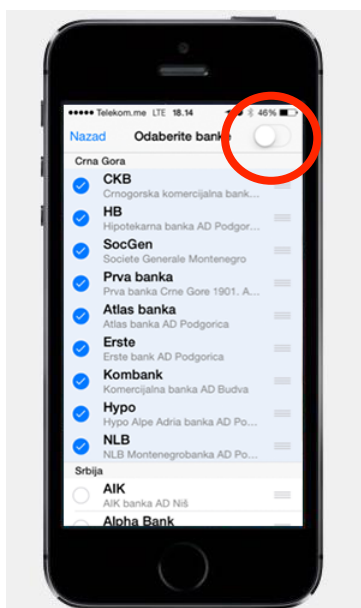 Telekom.me LTE 18.14 46%
Nazad Odaberite banke
Crna Gora
CKB
Crnogorska komercijalna bank...
HB
Hipotekarna banka AD Podgor...
SocGen
Societe Generale Montenegro
Prva banka
Prva banka Crne Gore 1901. A...
Atlas banka
Atlas banka AD Podgorica
Erste
Erste bank AD Podgorica
Kombank
Komercijalna banka AD Budva
Hypo
Hypo Alpe Adria banka AD Po...
NLB
NLB Montenegrobanka AD Po...
Srbija
AIK
AIK banka AD Niš
Alpha Bank